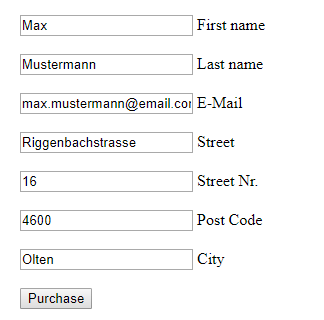 Max First name
Mustermann Last name
max.mustermann@email.con E-Mail
Riggenbachstrasse Street
16 Street Nr.
4600 Post Code
Olten City
Purchase